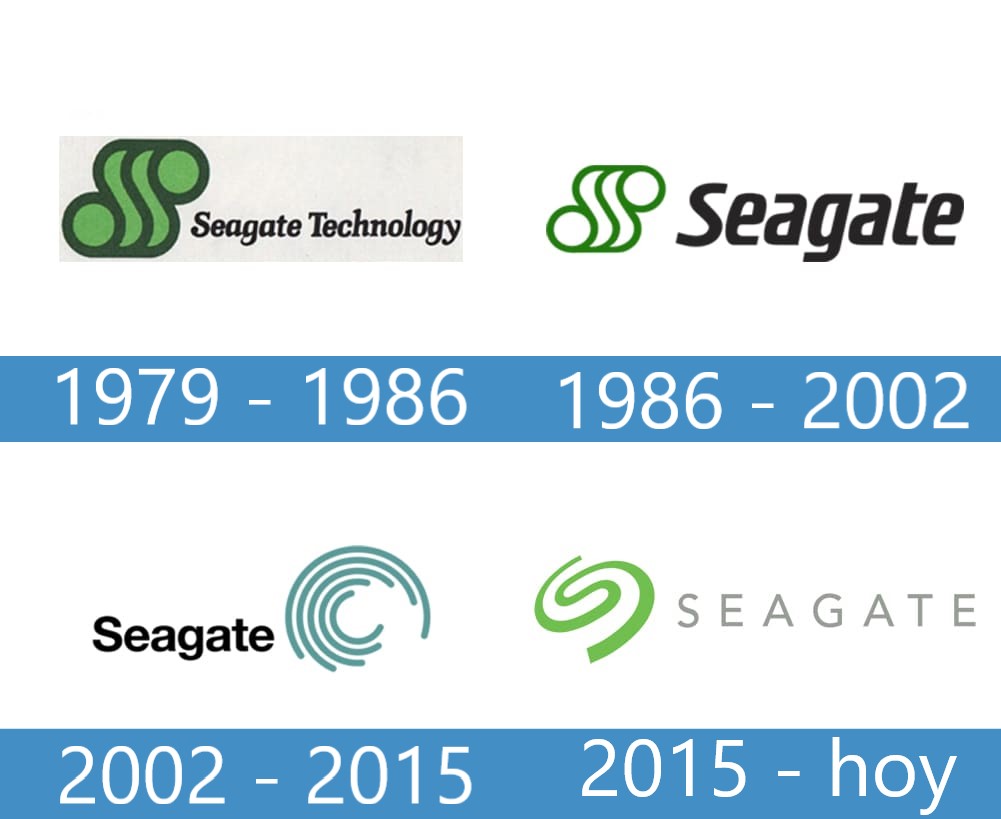 Seagate Technology
Seagate
1979 - 1986
1986 - 2002
Seagate
SEAGATE
2002 - 2015
2015 - hoy